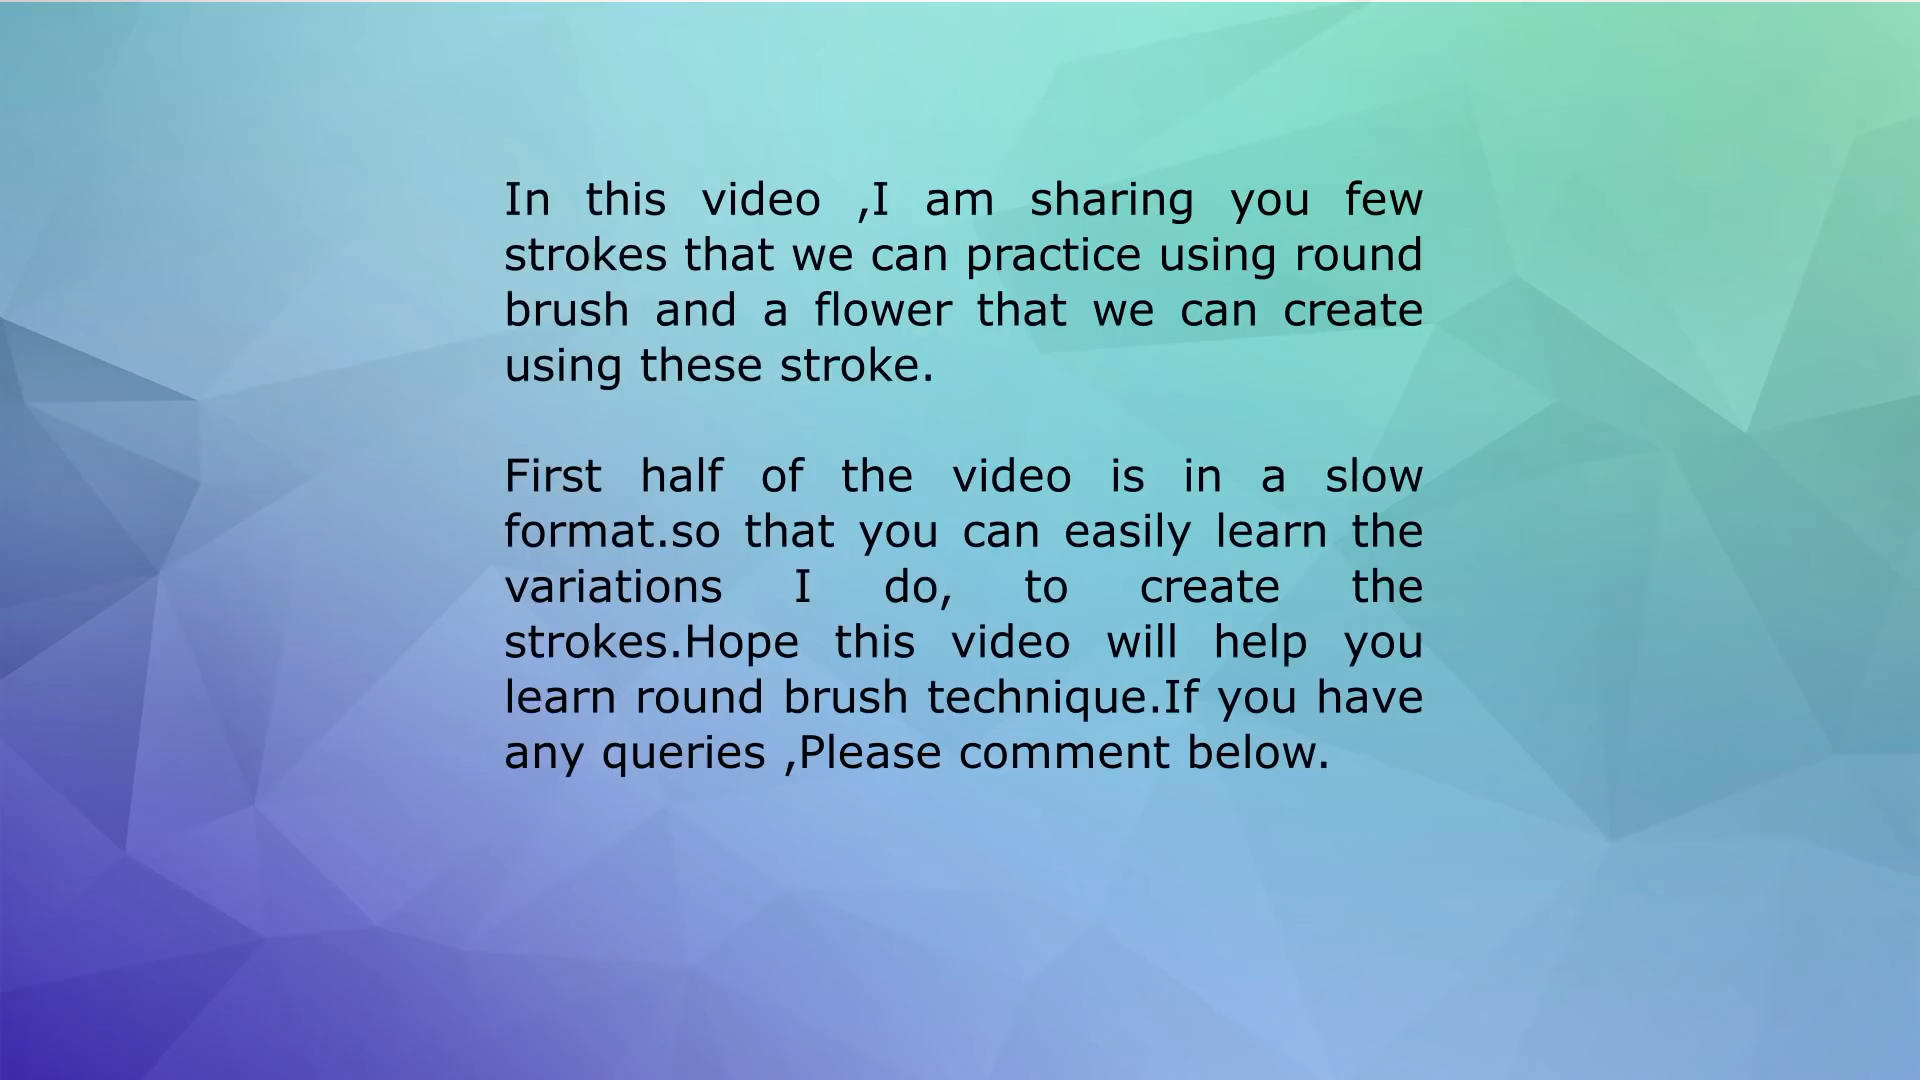 In this video ,I am sharing you few
strokes that we can practice using round
brush and a flower that we can create
using these stroke.
First half of the video is in a slow
format.so that you can easily learn the
variations I do, to create the
strokes.Hope this video will help you
learn round brush technique.If you have
any queries ,Please comment below.